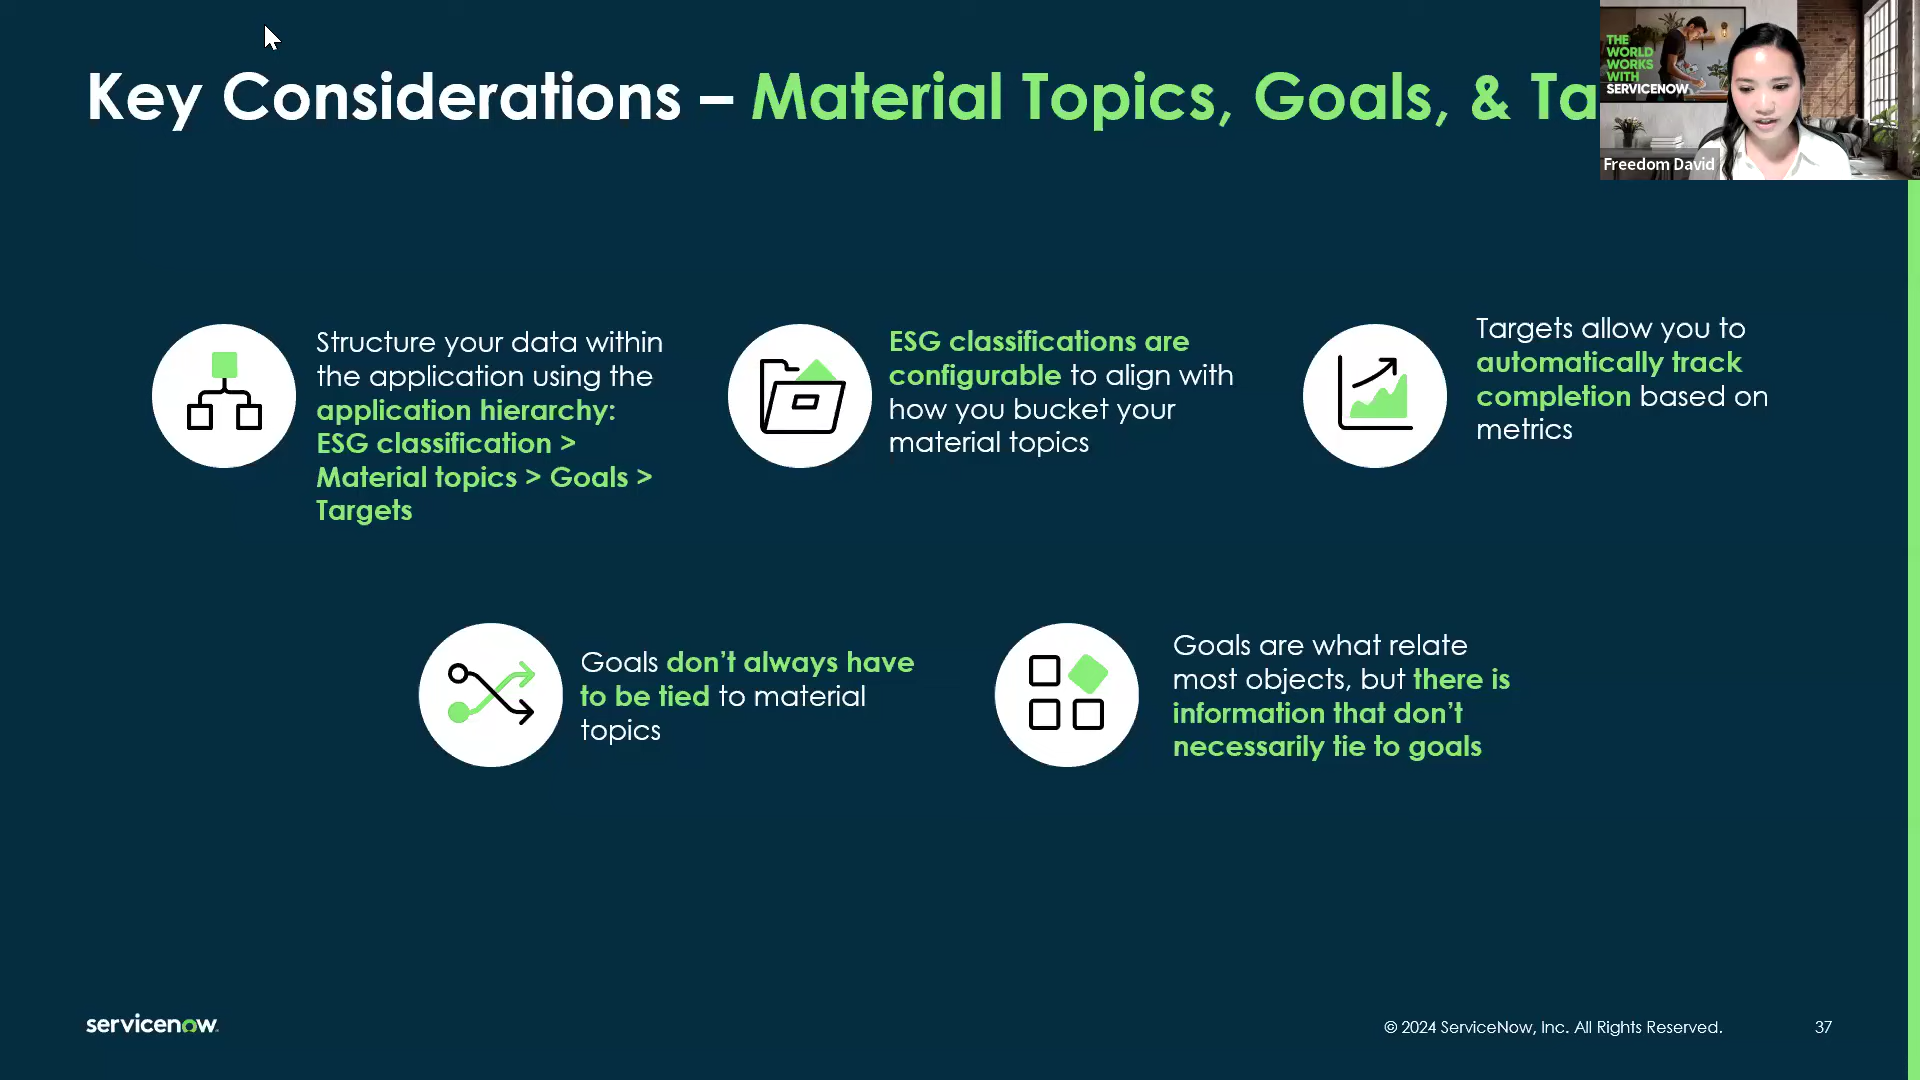 Key Considerations – Material Topics, Goals, & Ta
THE
WORLD
WORKS
WITH
SERVICENOW
Freedom David
Structure your data within
the application using the
application hierarchy:
ESG classification >
Material topics > Goals >
Targets
ESG classifications are
configurable to align with
how you bucket your
material topics
Targets allow you to
automatically track
completion based on
metrics
Goals don’t always have
to be tied to material
topics
Goals are what relate
most objects, but there is
information that don’t
necessarily tie to goals
servicenow
© 2024 ServiceNow, Inc. All Rights Reserved.
37